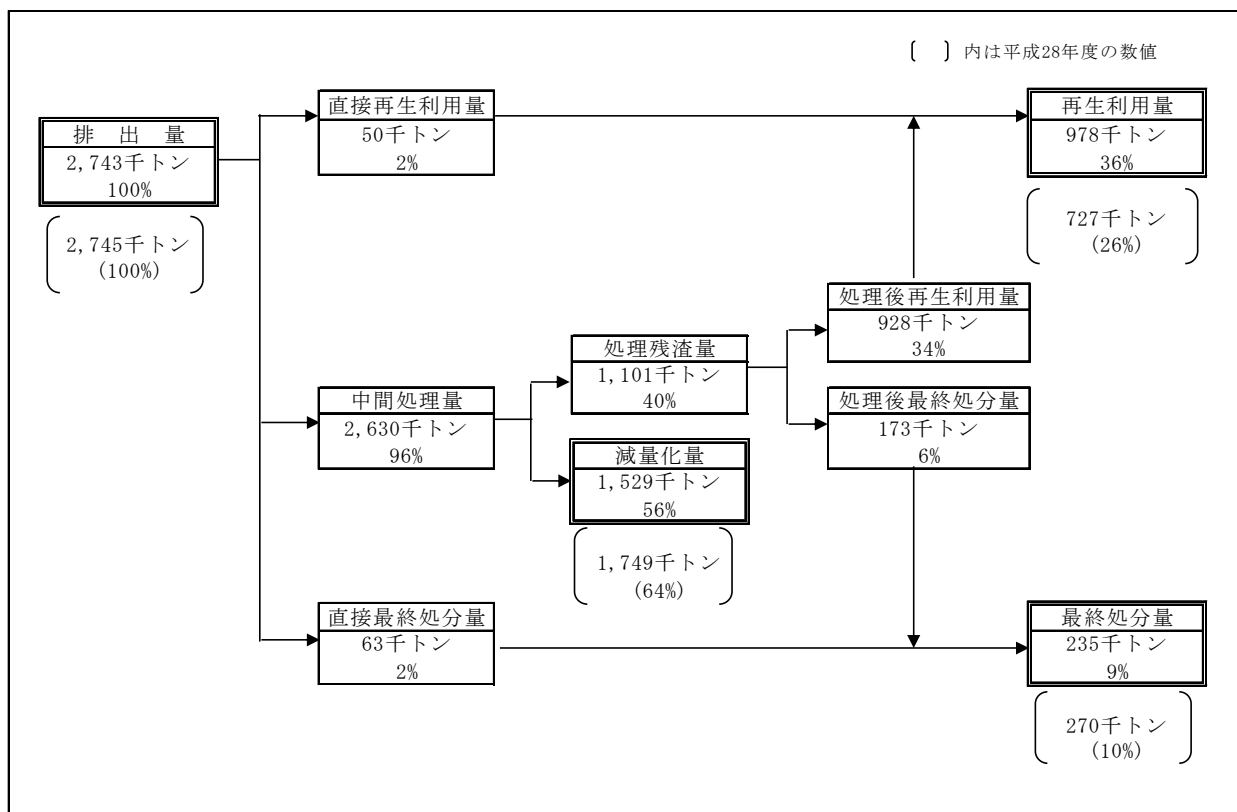 〔 〕内は平成28年度の数値
排 出 量
2,743千トン
100%
2,745千トン
(100%)
直接再生利用量
50千トン
2%
再生利用量
978千トン
36%
727千トン
(26%)
中間処理量
2,630千トン
96%
処理残渣量
1,101千トン
40%
減量化量
1,529千トン
56%
1,749千トン
(64%)
処理後再生利用量
928千トン
34%
処理後最終処分量
173千トン
6%
直接最終処分量
63千トン
2%
最終処分量
235千トン
9%
270千トン
(10%)